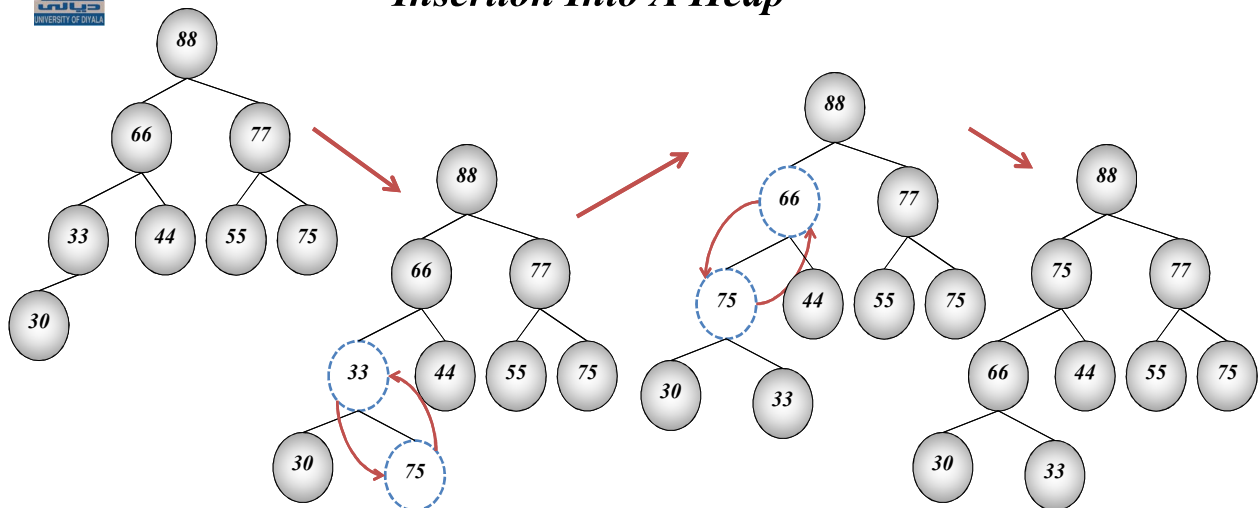 ديالى
UNIVERSITY OF DIYALA
Insertion Into A Heap
88
66 77
33 44 55 75
30
88
66 77
33 44 55 75
30 75
88
66 77
75 44 55 75
30 33
88
75 77
66 44 55 75
30 33